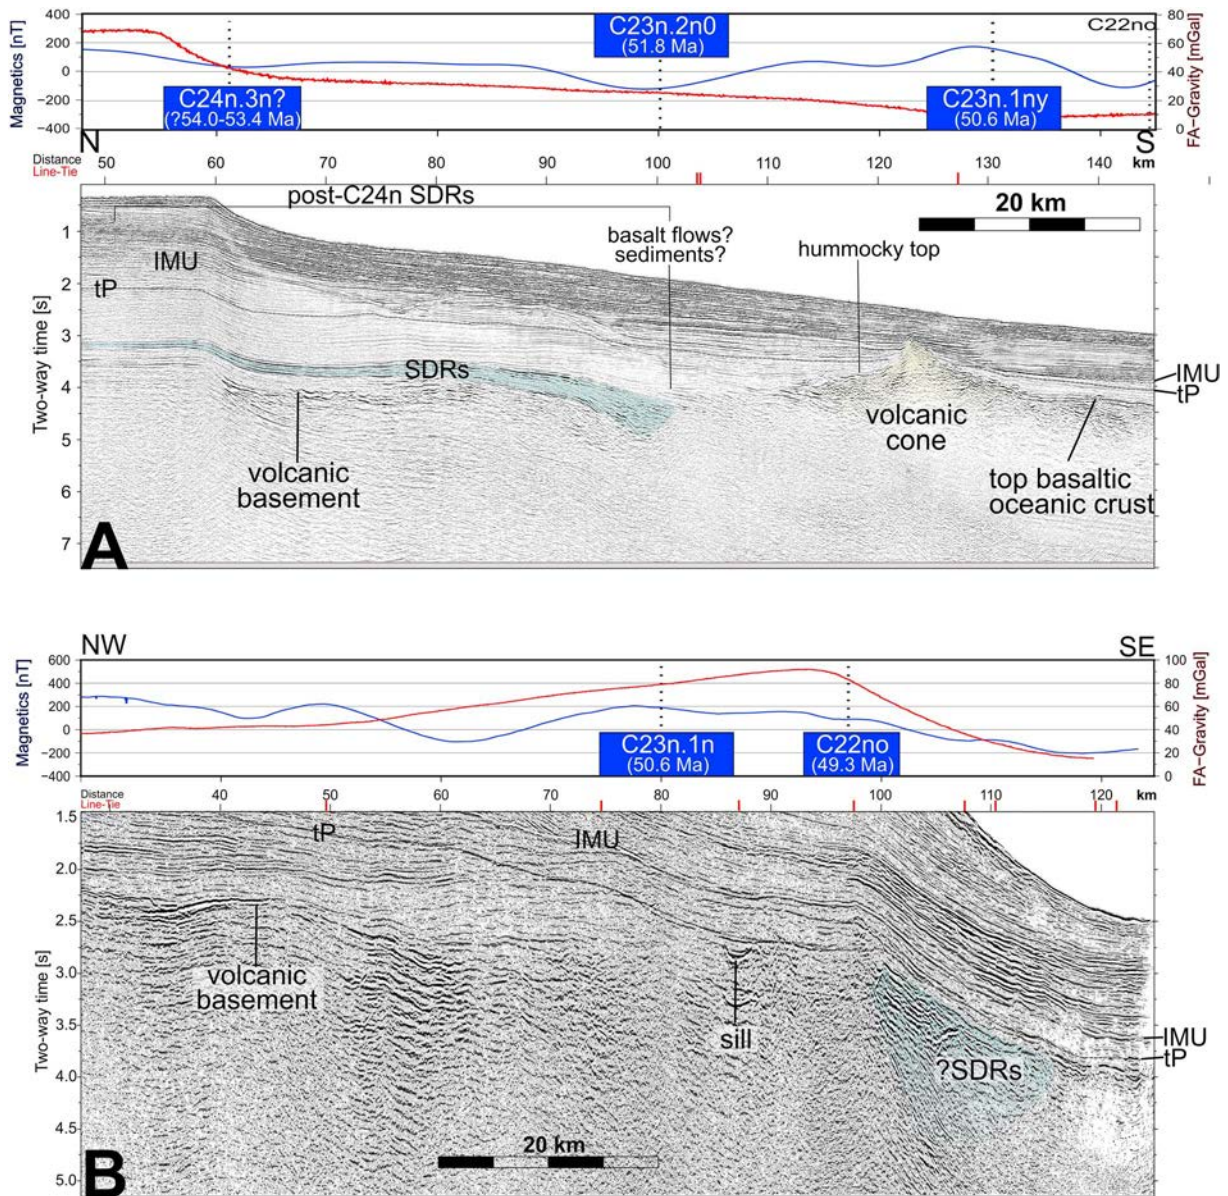 Magnetics [nT]
400
200
0
−200
−400
C23n.2n0
(51.8 Ma)
C22no
C24n.3n?
(?54.0-53.4 Ma)
C23n.1ny
(50.6 Ma)
80
60
40
20
0
FA−Gravity [mGal]
N
S
Distance
Line-Tie
50 60 70 80 90 100 110 120 130 140 km
post-C24n SDRs
20 km
basalt flows?
sediments?
hummocky top
IMU
tP
Two-way time [s]
1
2
3
4
5
6
7
SDRs
volcanic
basement
volcanic
cone
IMU
tP
top basaltic
oceanic crust
A
NW
SE
Magnetics [nT]
600
400
200
0
−200
−400
C23n.1n
(50.6 Ma)
C22no
(49.3 Ma)
100
80
60
40
20
0
FA−Gravity [mGal]
Distance
Line-Tie
40 50 60 70 80 90 100 110 120 km
Two-way time [s]
1.5
2.0
2.5
3.0
3.5
4.0
4.5
5.0
tP
IMU
volcanic
basement
sill
?SDRs
IMU
tP
20 km
B